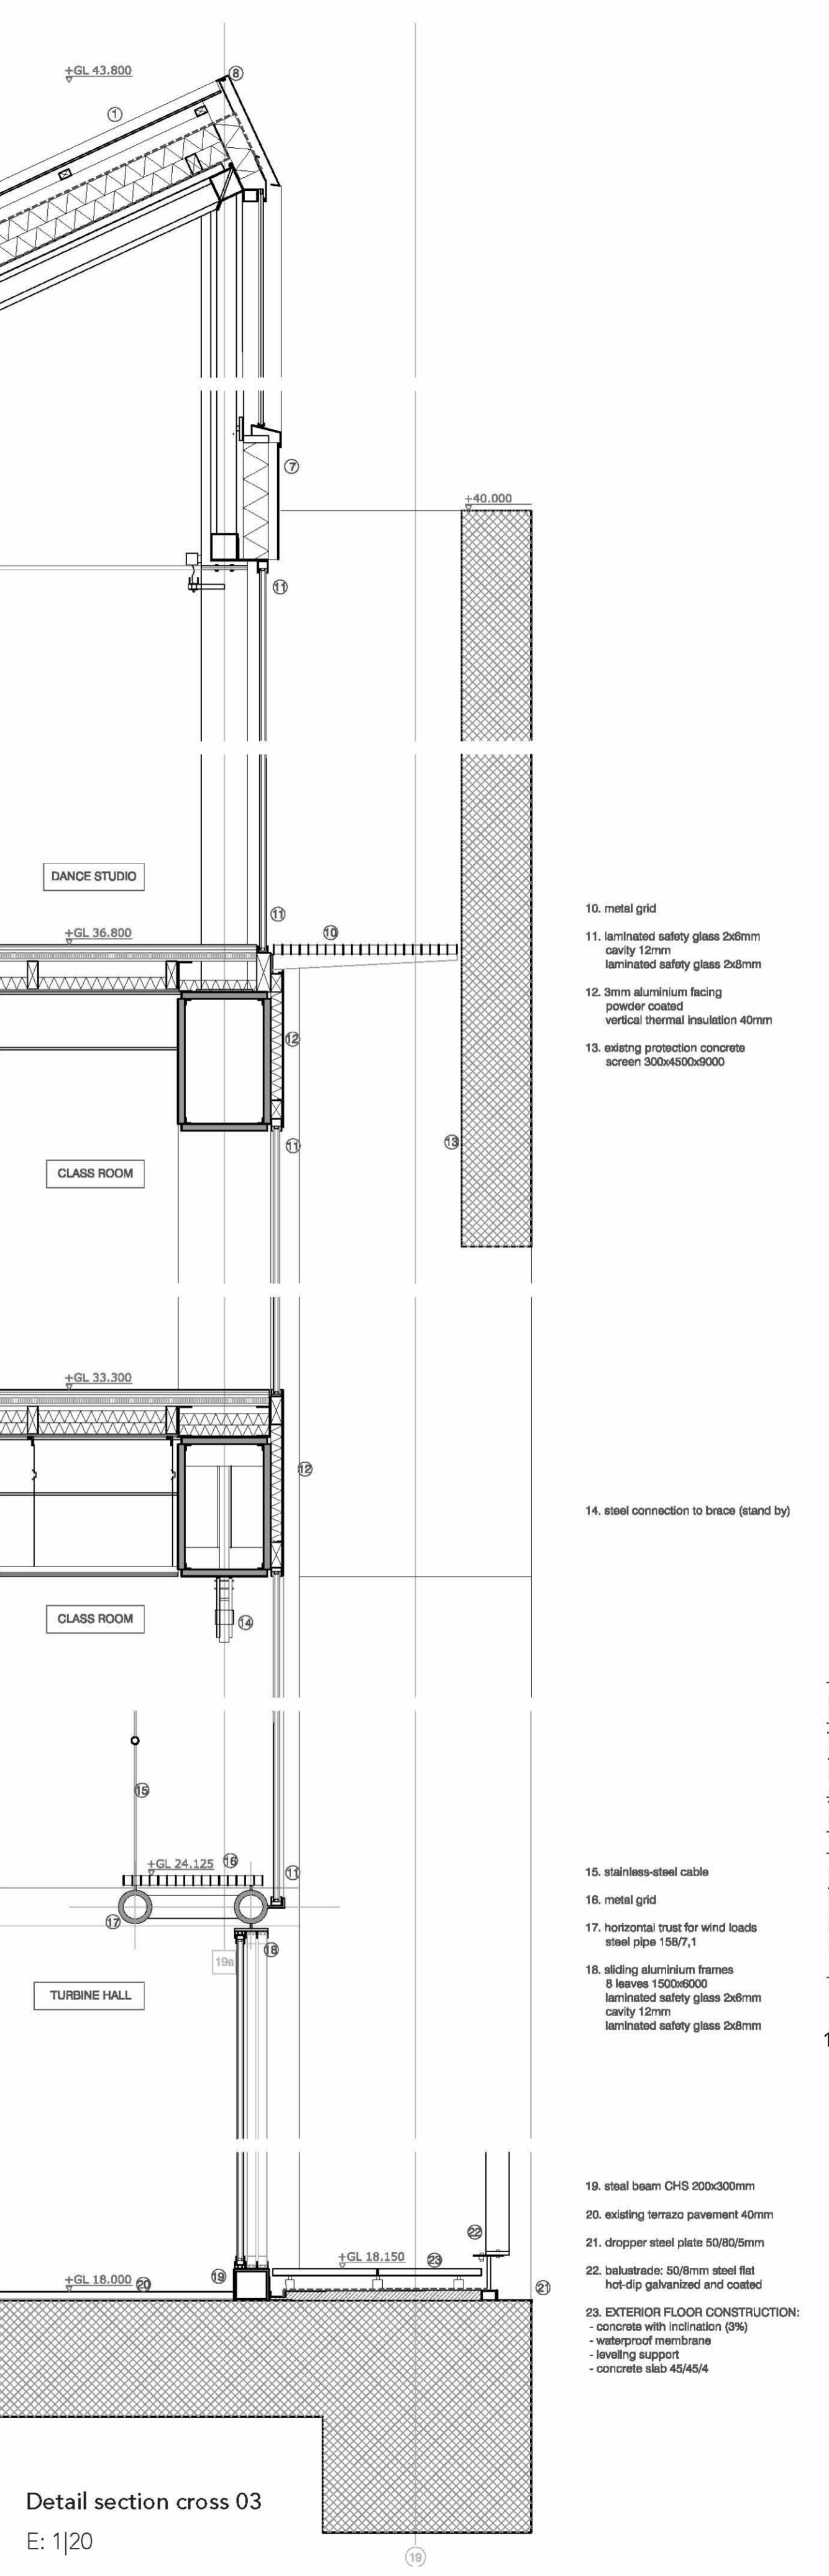 +GL 43.800
8
1
7
+40.000
11
DANCE STUDIO
11
+GL 36.800
10
10. metal grid
11. laminated safety glass 2x6mm
cavity 12mm
laminated safety glass 2x8mm
12. 3mm aluminium facing
powder coated
vertical thermal insulation 40mm
13. existng protection concrete
screen 300x4500x9000
12
11
13
CLASS ROOM
+GL 33.300
12
14. steel connection to brace (stand by)
CLASS ROOM
14
15
+GL 24.125
16
11
17
18
19a
TURBINE HALL
15. stainless-steel cable
16. metal grid
17. horizontal trust for wind loads
steel pipe 158/7,1
18. sliding aluminium frames
8 leaves 1500x6000
laminated safety glass 2x6mm
cavity 12mm
laminated safety glass 2x8mm
19. steal beam CHS 200x300mm
20. existing terrazo pavement 40mm
21. dropper steel plate 50/80/5mm
22. balustrade: 50/8mm steel flat
hot-dip galvanized and coated
23. EXTERIOR FLOOR CONSTRUCTION:
- concrete with inclination (3%)
- waterproof membrane
- leveling support
- concrete slab 45/45/4
22
+GL 18.150
23
+GL 18.000
20
19
21
Detail section cross 03
E: 1|20
19